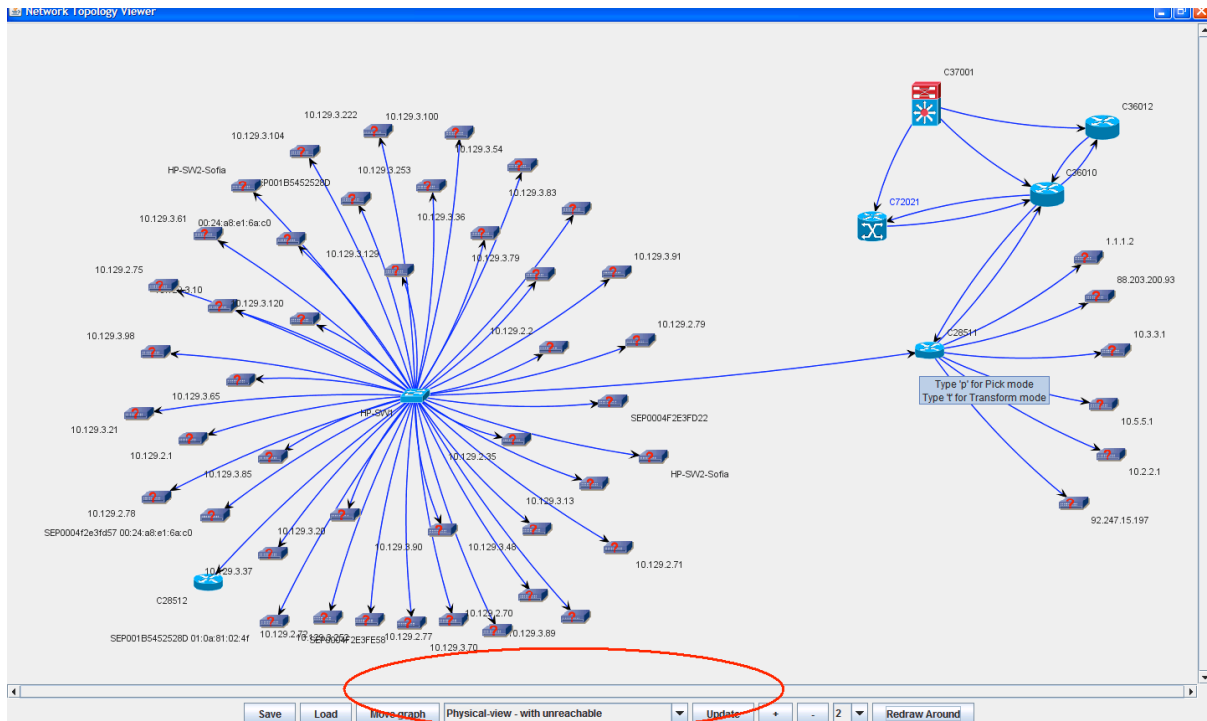 Network Topology Viewer
C37001
C36012
10.129.3.222
10.129.3.100
10.129.3.104
10.129.3.54
HP-SW2-Sofia
10.129.3.253
EP001B5452528D
C36010
10.129.3.83
C72021
10.129.3.61
00:24:a8:e1:6a:c0
10.129.3.36
1.1.1.2
10.129.3.129
10.129.3.79
10.129.3.91
10.129.2.75
88.203.200.93
10.129.3.120
10.129.2.2
10.129.2.79
C28511
10.3.3.1
10.129.3.98
Type 'p' for Pick mode
Type 't' for Transform mode
10.129.3.65
HP-SW1
SEP0004F2E3FD22
10.5.5.1
10.129.3.21
10.129.2.1
10.129.2.35
10.2.2.1
10.129.3.85
HP-SW2-Sofia
10.129.2.78
10.129.3.13
92.247.15.197
SEP0004f2e3fd57 00:24:a8:e1:6a:c0
10.129.3.20
10.129.3.90
10.129.3.48
10.129.2.71
10.129.3.37
C28512
10.129.2.70
SEP001B5452528D 01:0a:81:02:4f
SEP0004F2E3FE58
10.129.2.77
10.129.3.89
10.129.3.70
Save Load Move graph Physical-view - with unreachable Update + - 2 Redraw Around